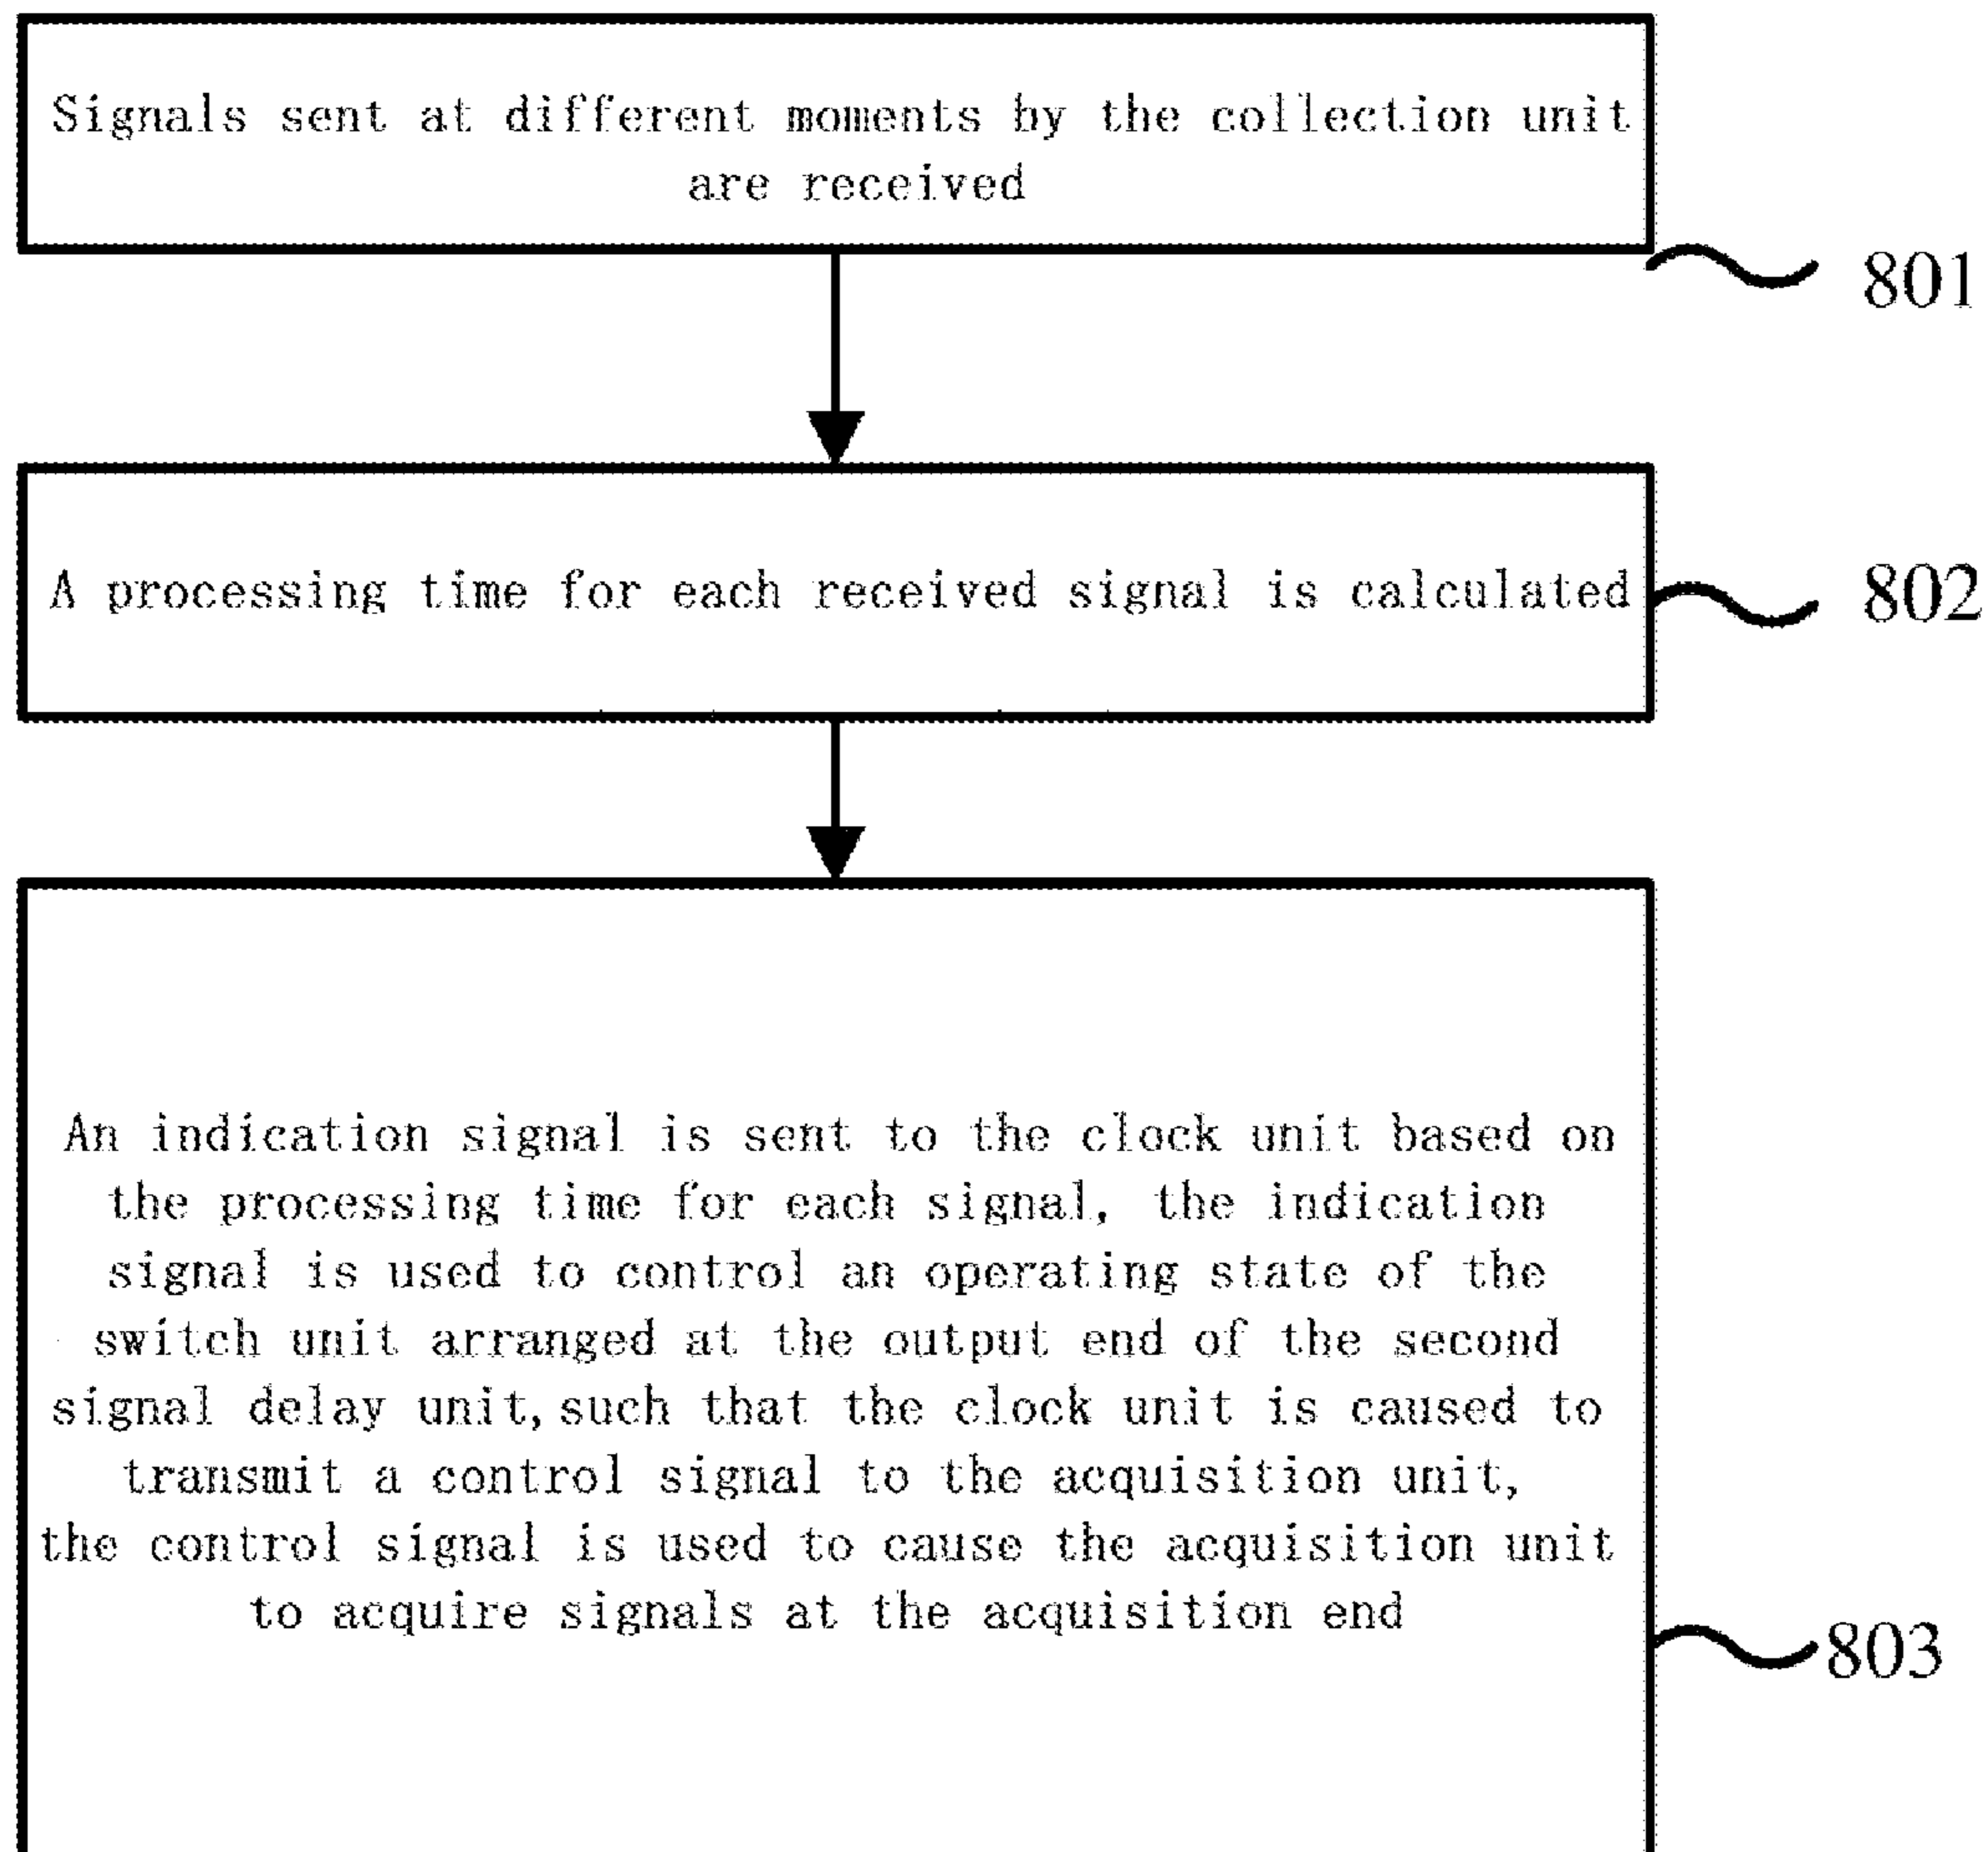 Signals sent at different moments by the collection unit
are received
801
A processing time for each received signal is calculated
802
An indication signal is sent to the clock unit based on
the processing time for each signal, the indication
signal is used to control an operating state of the
switch unit arranged at the output end of the second
signal delay unit,such that the clock unit is caused to
transmit a control signal to the acquisition unit,
the control signal is used to cause the acquisition unit
to acquire signals at the acquisition end
803